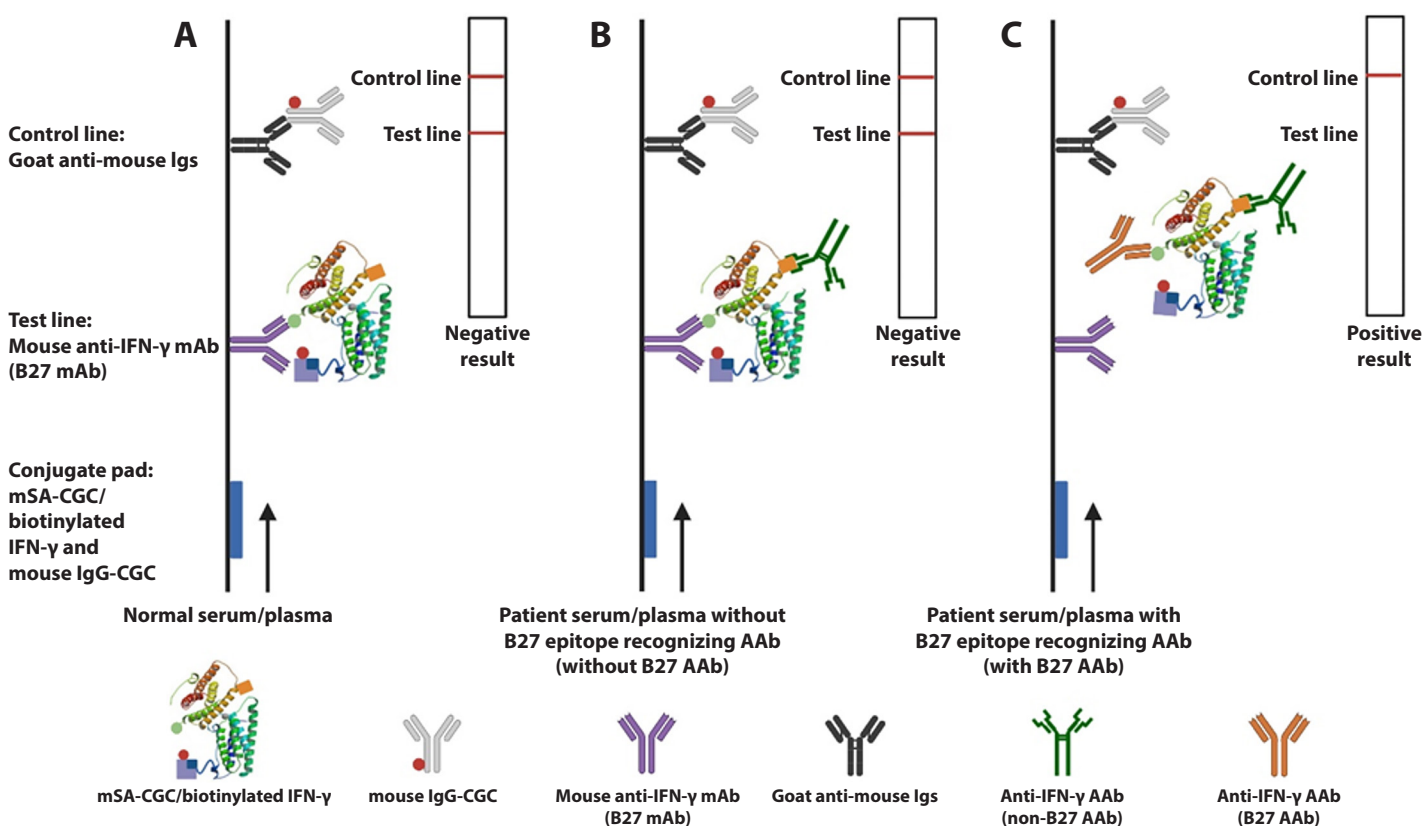 A
B
C
Control line
Test line
Control line
Test line
Control line
Test line
Control line:
Goat anti-mouse Igs
Test line:
Mouse anti-IFN-γ mAb
(B27 mAb)
Negative
result
Negative
result
Positive
result
Conjugate pad:
mSA-CGC/
biotinylated
IFN-γ and
mouse IgG-CGC
Normal serum/plasma
Patient serum/plasma without
B27 epitope recognizing AAb
(without B27 AAb)
Patient serum/plasma with
B27 epitope recognizing AAb
(with B27 AAb)
mSA-CGC/biotinylated IFN-γ
mouse IgG-CGC
Mouse anti-IFN-γ mAb
(B27 mAb)
Goat anti-mouse Igs
Anti-IFN-γ AAb
(non-B27 AAb)
Anti-IFN-γ AAb
(B27 AAb)